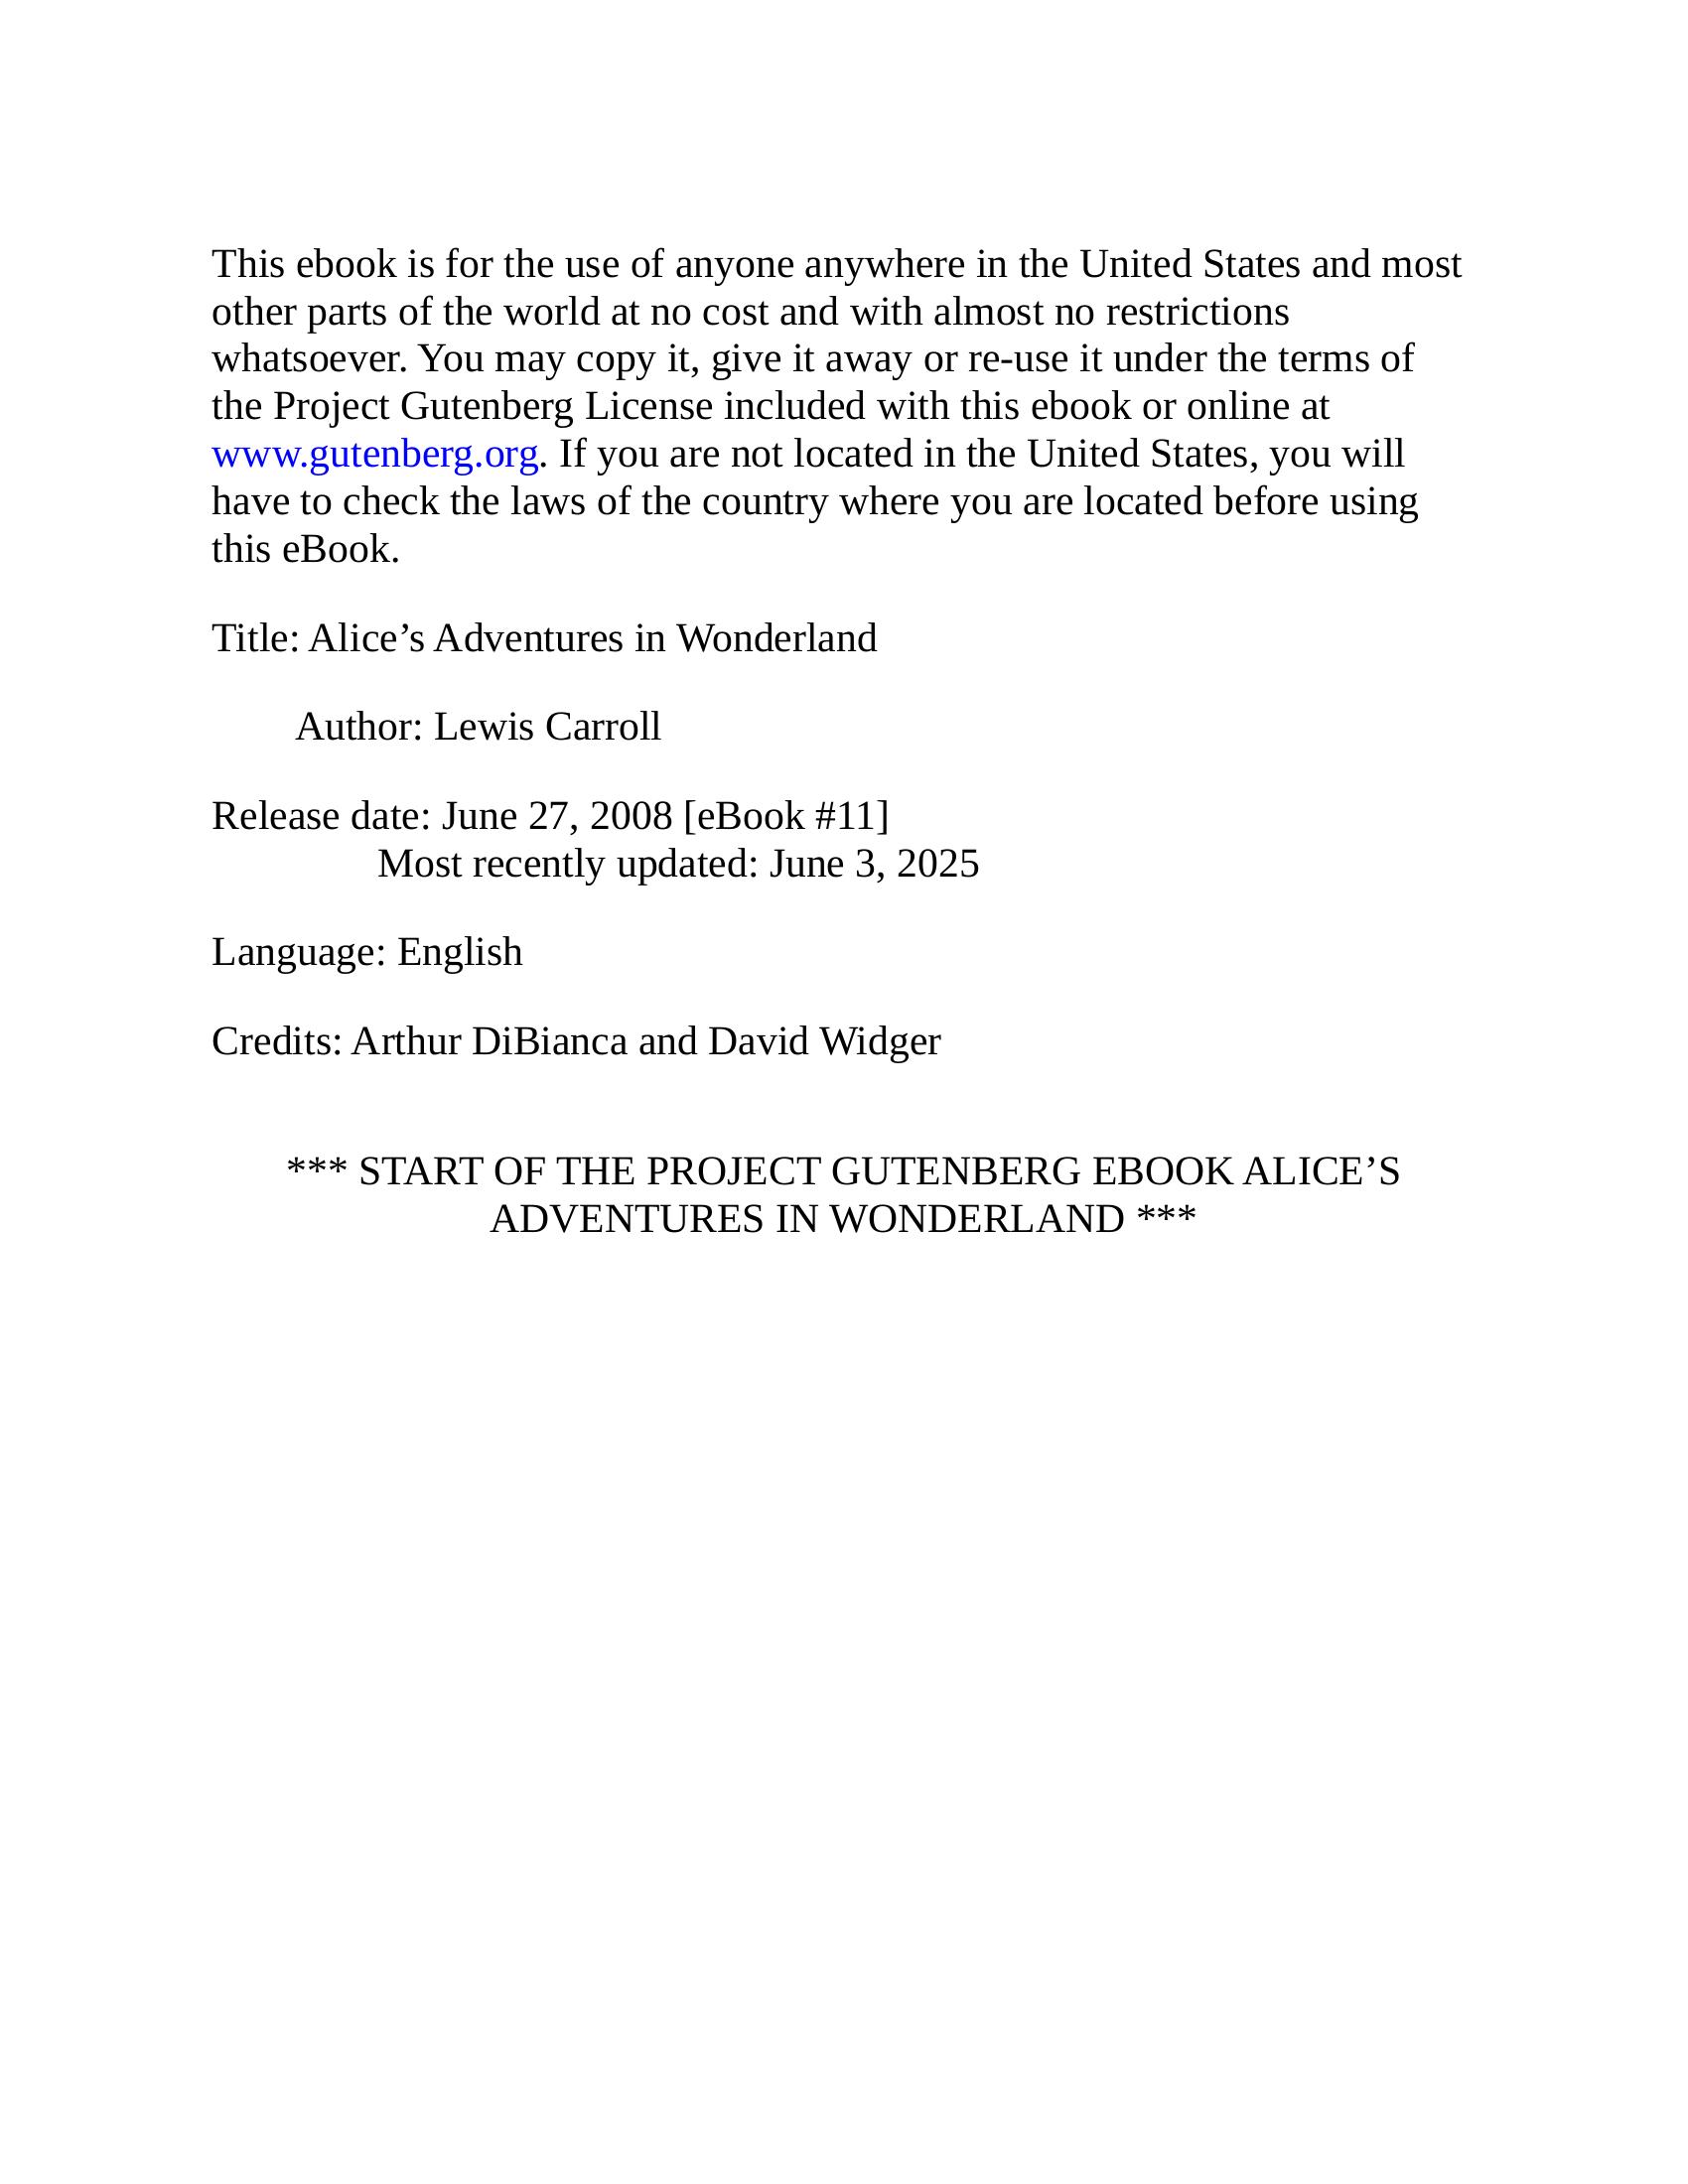 This ebook is for the use of anyone anywhere in the United States and most
other parts of the world at no cost and with almost no restrictions
whatsoever. You may copy it, give it away or re-use it under the terms of
the Project Gutenberg License included with this ebook or online at
www.gutenberg.org. If you are not located in the United States, you will
have to check the laws of the country where you are located before using
this eBook.
Title: Alice’s Adventures in Wonderland
Author: Lewis Carroll
Release date: June 27, 2008 [eBook #11]
Most recently updated: June 3, 2025
Language: English
Credits: Arthur DiBianca and David Widger
*** START OF THE PROJECT GUTENBERG EBOOK ALICE’S
ADVENTURES IN WONDERLAND ***